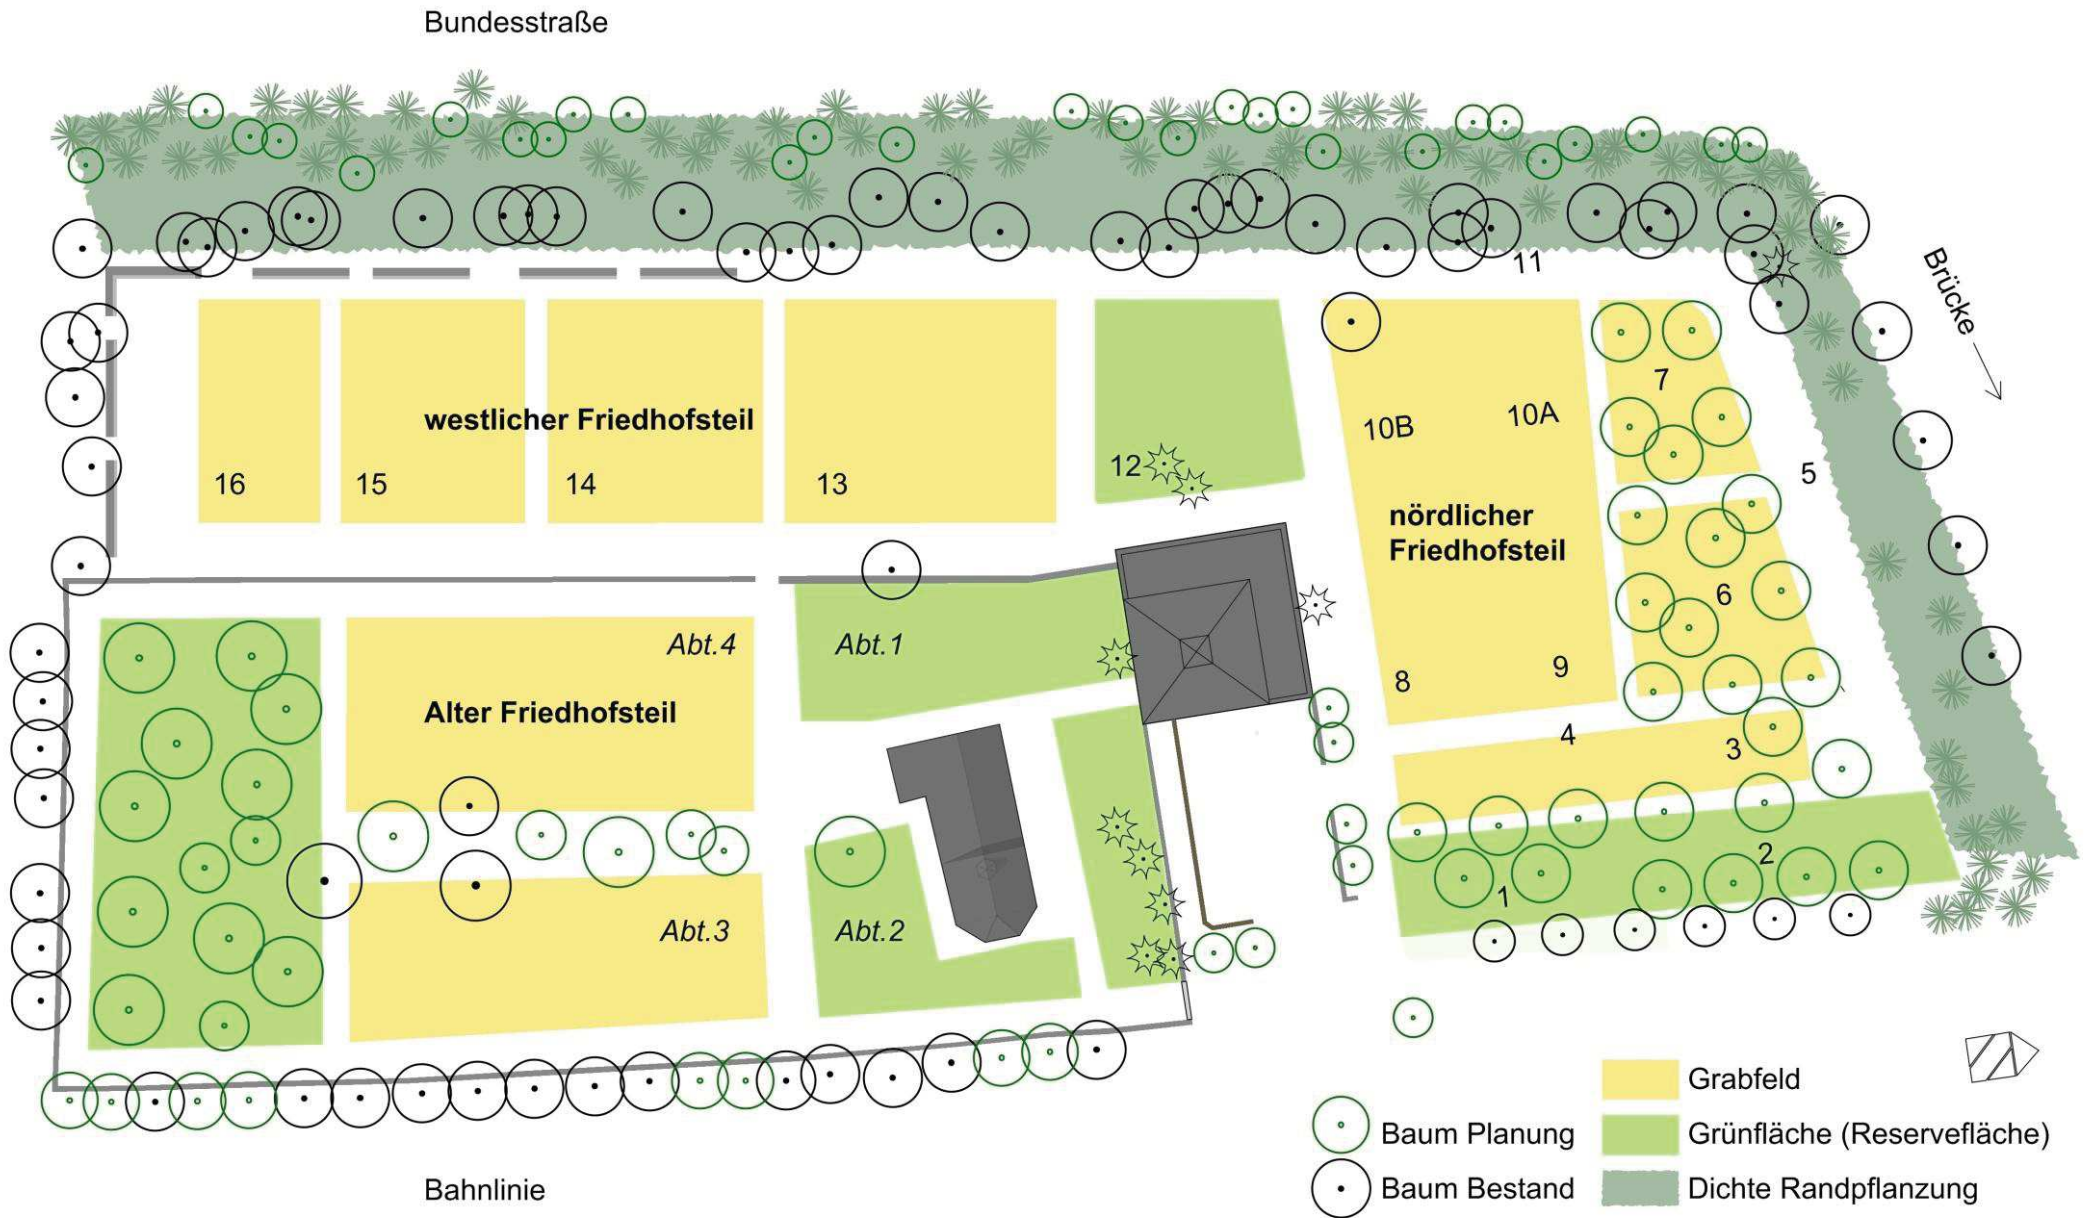 Bundesstraße
Brücke
11
7
10B
10A
5
12
westlicher Friedhofsteil
16
15
14
13
nördlicher
Friedhofsteil
6
Abt.4
Abt.1
8
9
Alter Friedhofsteil
4
3
2
1
Abt.3
Abt.2
Grabfeld
Baum Planung
Grünfläche (Reservefläche)
Baum Bestand
Dichte Randpflanzung
Bahnlinie